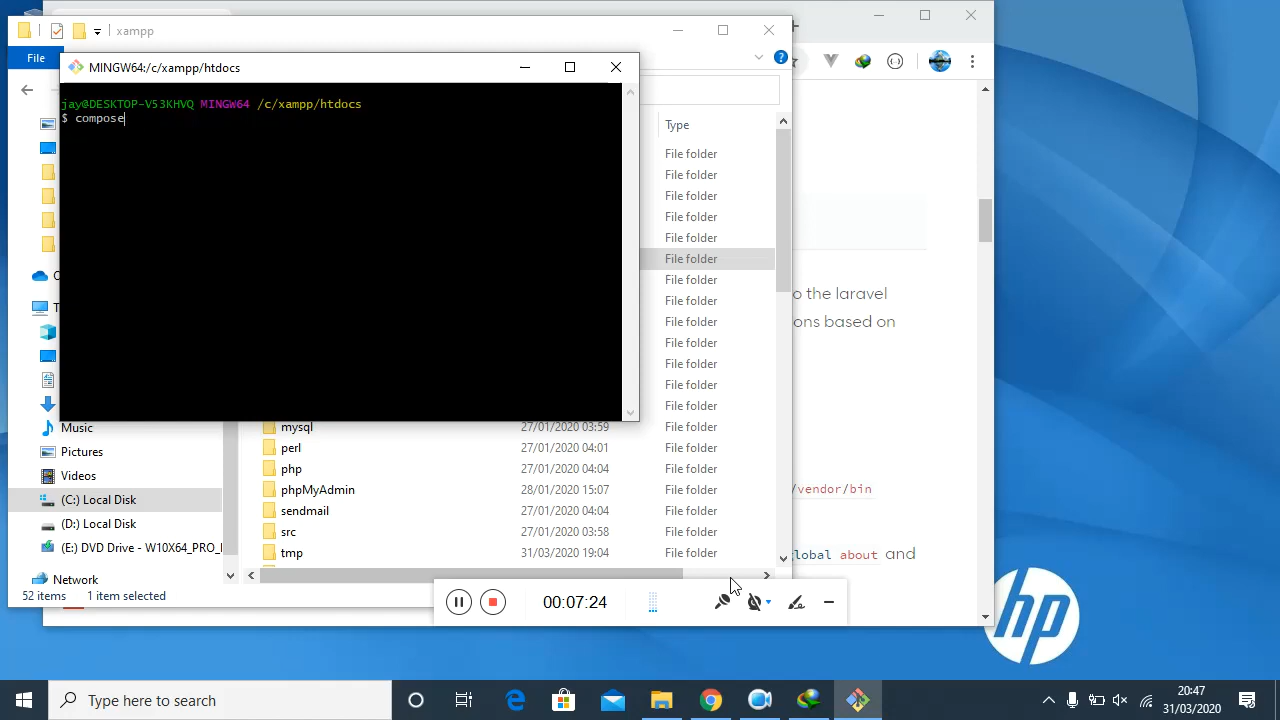 xampp
File
MINGW64:/c/xampp/htdocs
jay@DESKTOP-V53KHVQ MINGW64 /c/xampp/htdocs
$ compose
Type
File folder
File folder
File folder
File folder
File folder
File folder
File folder
File folder
File folder
File folder
File folder
File folder
File folder
o the laravel
ons based on
Music
mysql 27/01/2020 03:59 File folder
Pictures
perl 27/01/2020 04:01 File folder
Videos
php 27/01/2020 04:04 File folder
(C:) Local Disk
phpMyAdmin 28/01/2020 15:07 File folder
/vendor/bin
(D:) Local Disk
sendmail 27/01/2020 04:04 File folder
src 27/01/2020 03:58 File folder
(E:) DVD Drive - W10X64_PRO_
tmp 31/03/2020 19:04 File folder
global about and
Network
52 items 1 item selected
00:07:24
hp
Type here to search
20:47
31/03/2020